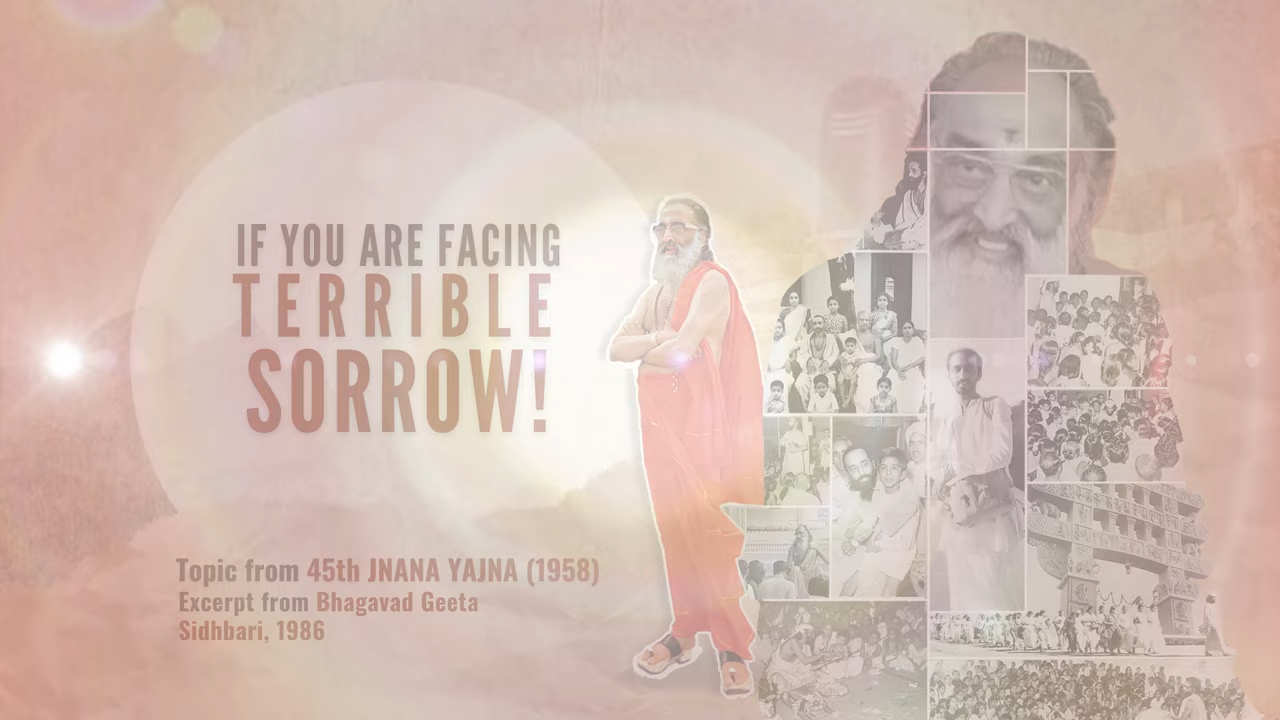 IF YOU ARE FACING
TERRIBLE
SORROW!
Topic from 45th JNANA YAJNA (1958)
Excerpt from Bhagavad Geeta
Sidhbari, 1986